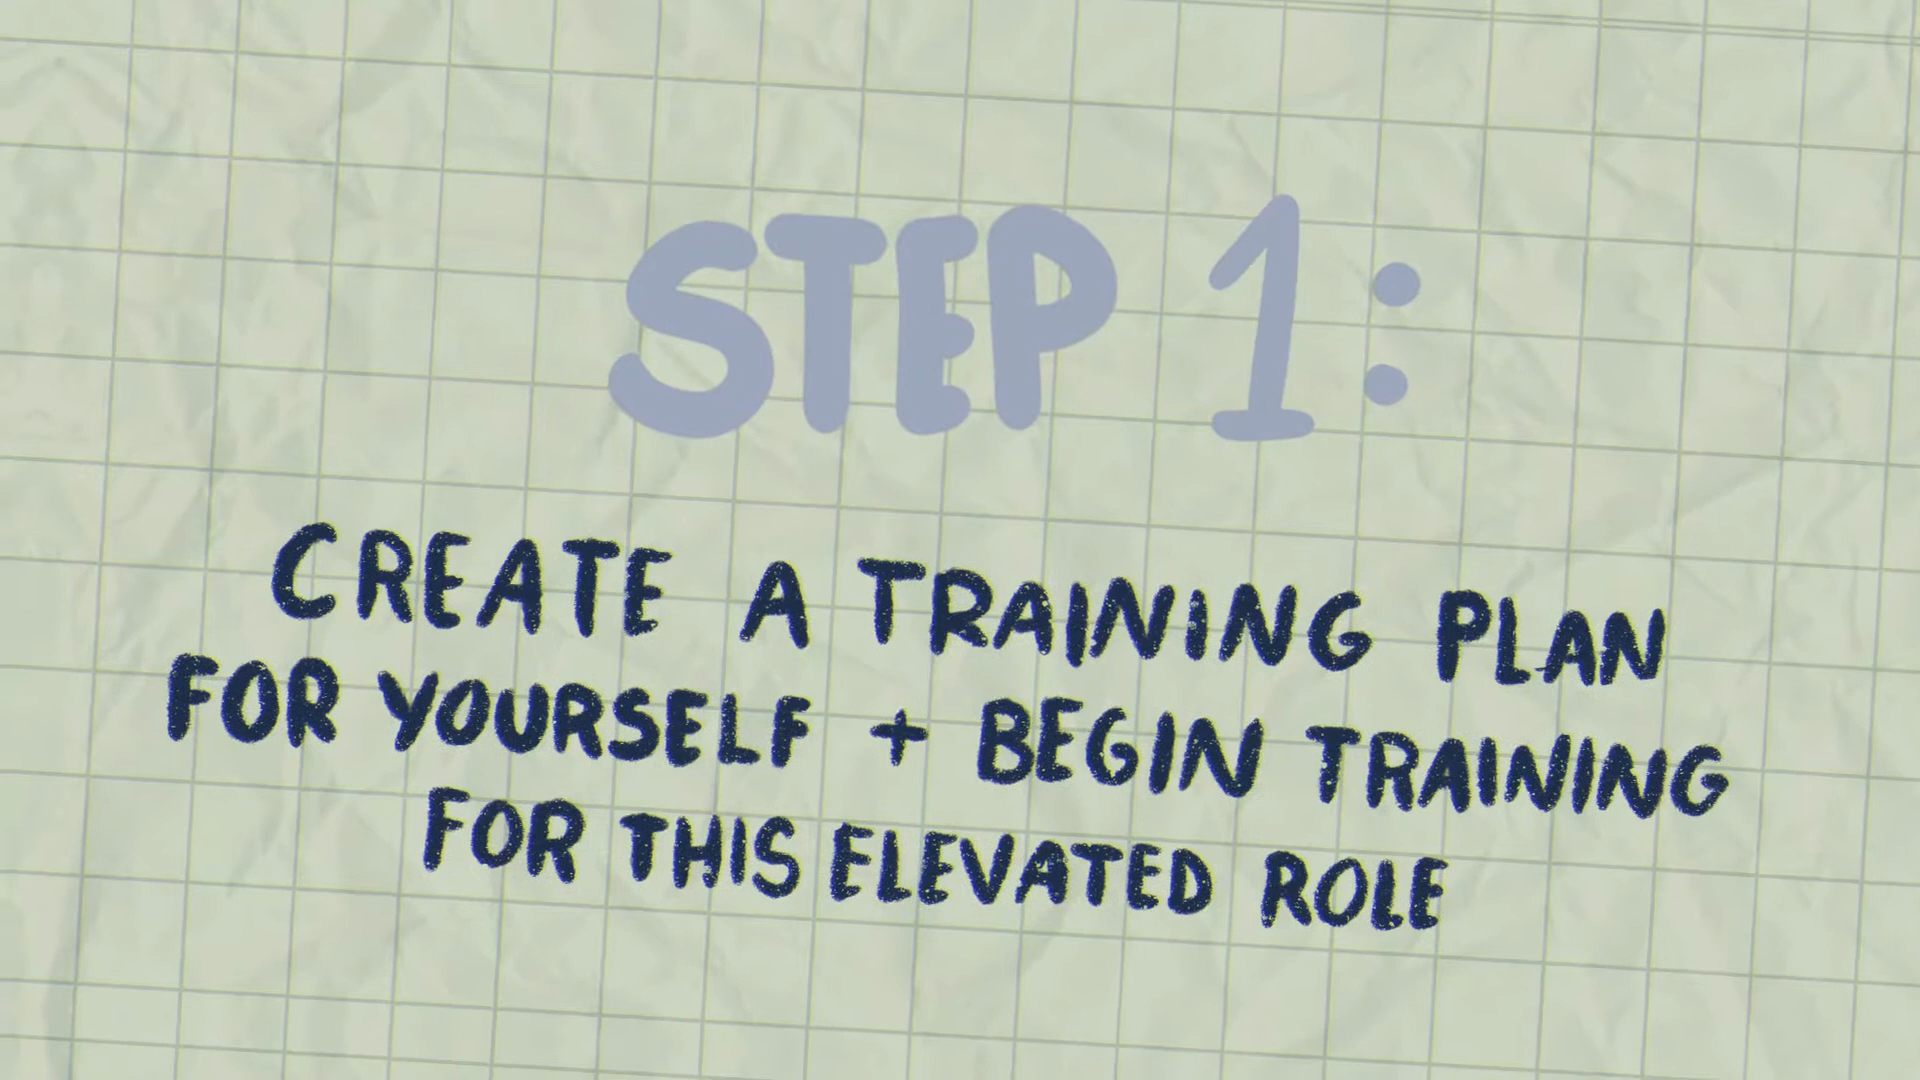 STEP 1:
CREATE A TRAINING PLAN
FOR YOURSELF + BEGIN TRAINING
FOR THIS ELEVATED ROLE